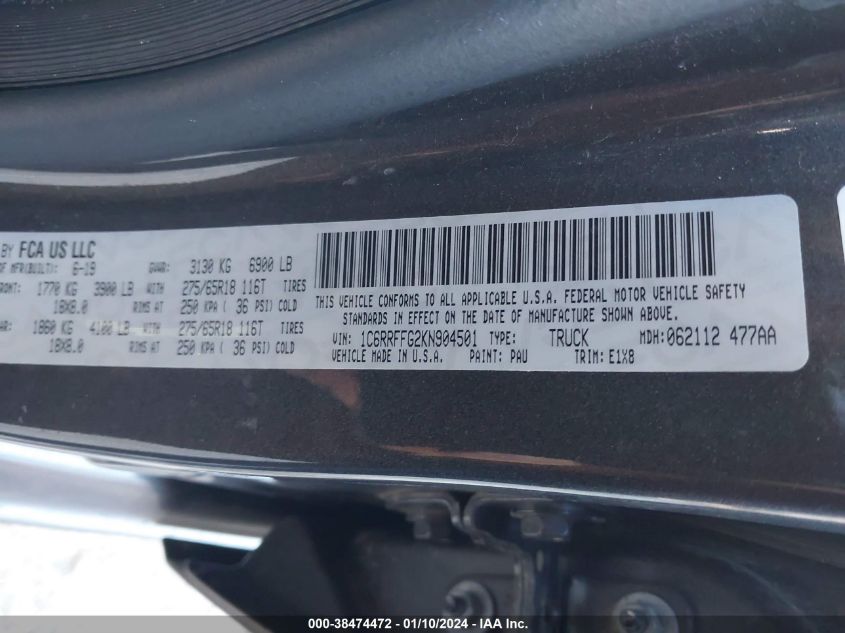 BY FCA US LLC
OF MFR(BUILT): 6-19 GVWR: 3130 KG 6900 LB
RONT: 1770 KG 3900 LB WITH 275/65R18 116T TIRES
18X8.0 RIMS AT 250 KPA ( 36 PSI) COLD
AR: 1860 KG 4100 LB WITH 275/65R18 116T TIRES
18X8.0 RIMS AT 250 KPA ( 36 PSI) COLD
THIS VEHICLE CONFORMS TO ALL APPLICABLE U.S.A. FEDERAL MOTOR VEHICLE SAFETY
STANDARDS IN EFFECT ON THE DATE OF MANUFACTURE SHOWN ABOVE.
VIN: 1C6RRFFG2KN904501 TYPE: TRUCK MDH: 062112 477AA
VEHICLE MADE IN U.S.A. PAINT: PAU TRIM: E1X8
000-38474472 - 01/10/2024 - IAA Inc.